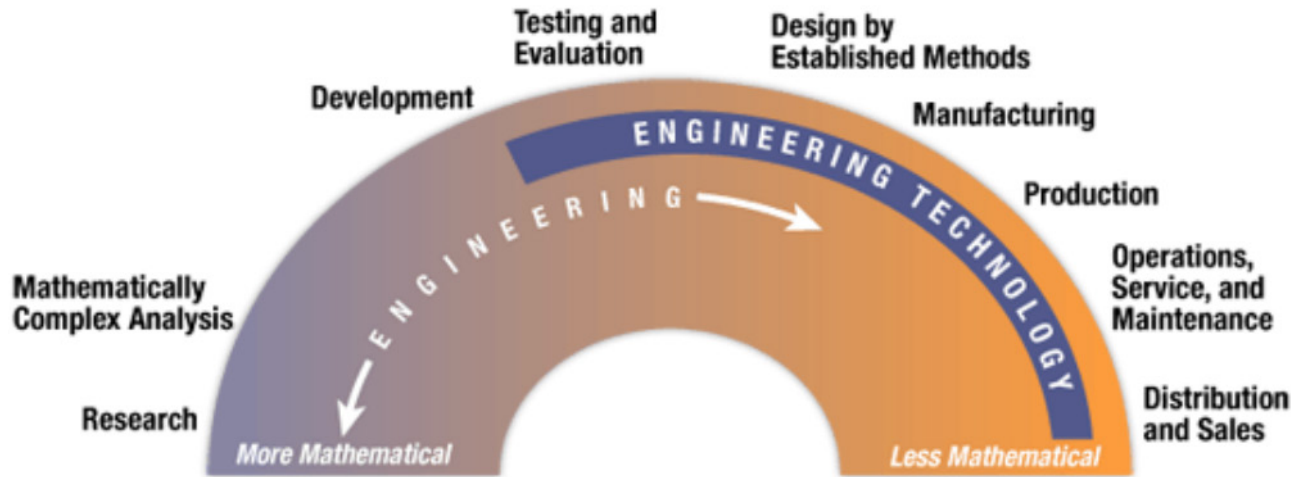 Testing and
Evaluation
Design by
Established Methods
Development
Manufacturing
ENGINEERING TECHNOLOGY
ENGINEERING
Production
Mathematically
Complex Analysis
Operations,
Service, and
Maintenance
Research
Distribution
and Sales
More Mathematical
Less Mathematical